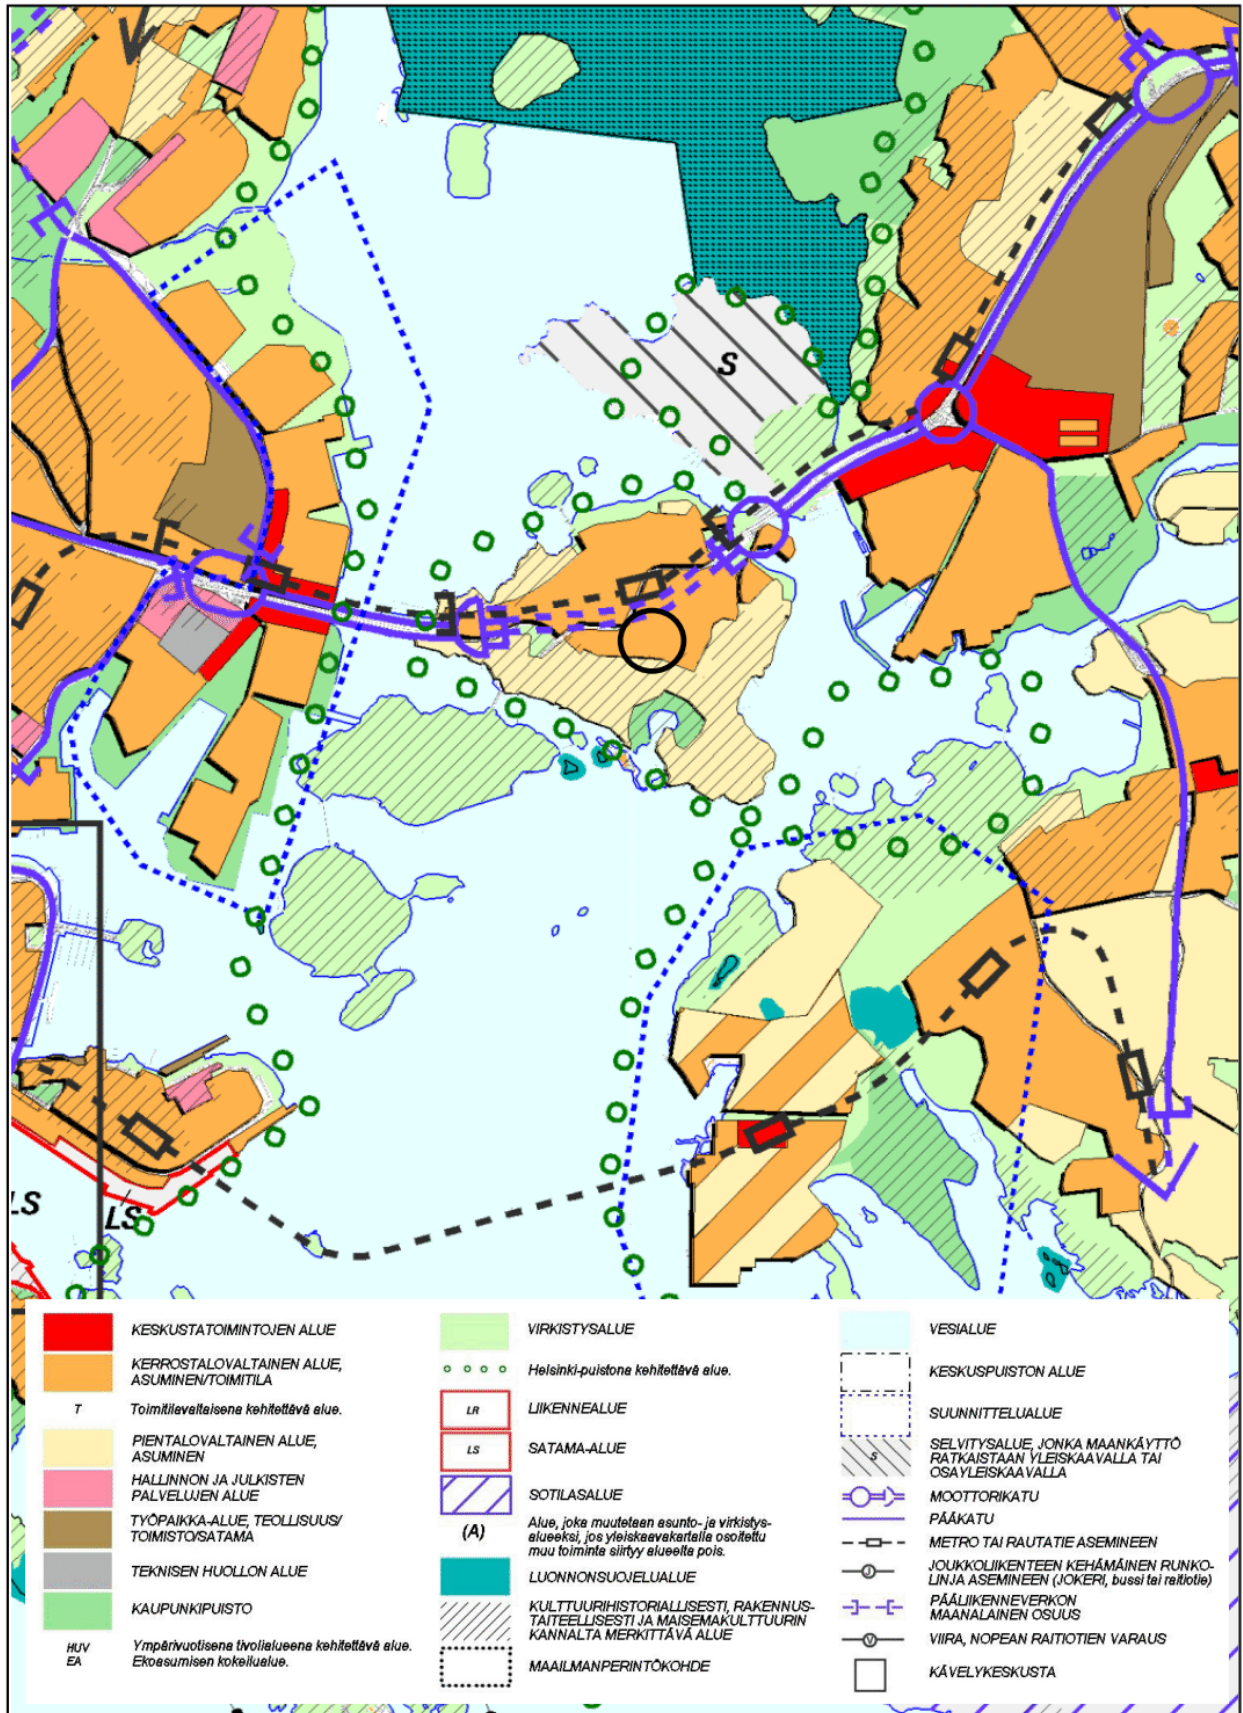 S
LS
LS
KESKUSTATOIMINTOJEN ALUE
KERROSTALOVALTAINEN ALUE,
ASUMINEN/TOIMITILA
T Toimitilavaltaisena kehitettävä alue.
PIENTALOVALTAINEN ALUE,
ASUMINEN
HALLINNON JA JULKISTEN
PALVELUJEN ALUE
TYÖPAIKKA-ALUE, TEOLLISUUS/
TOIMISTO/SATAMA
TEKNISEN HUOLLON ALUE
KAUPUNKIPUISTO
HUV Ympärivuotisena tivolialueena kehitettävä alue.
EA Ekoasumisen kokeilualue.
VIRKISTYSALUE
Helsinki-puistona kehitettävä alue.
LR LIIKENNEALUE
LS SATAMA-ALUE
SOTILASALUE
(A) Alue, joka muutetaan asunto- ja virkistys-
alueeksi, jos yleiskaavakartalla osoitettu
muu toiminta siirtyy alueelta pois.
LUONNONSUOJELUALUE
KULTTUURIHISTORIALLISESTI, RAKENNUS-
TAITEELLISESTI JA MAISEMAKULTTUURIN
KANNALTA MERKITTÄVÄ ALUE
MAAILMANPERINTÖKOHDE
VESIALUE
KESKUSPUISTON ALUE
SUUNNITTELUALUE
S SELVITYSALUE, JONKA MAANKÄYTTÖ
RATKAISTAAN YLEISKAAVALLA TAI
OSAYLEISKAAVALLA
MOOTTORIKATU
PÄÄKATU
METRO TAI RAUTATIE ASEMINEEN
J JOUKKOLIIKENTEEN KEHÄMÄINEN RUNKO-
LINJA ASEMINEEN (JOKERI, bussi tai raitiotie)
PÄÄLIIKENNEVERKON
MAANALAINEN OSUUS
V VIIRA, NOPEAN RAITIOTIEN VARAUS
KÄVELYKESKUSTA